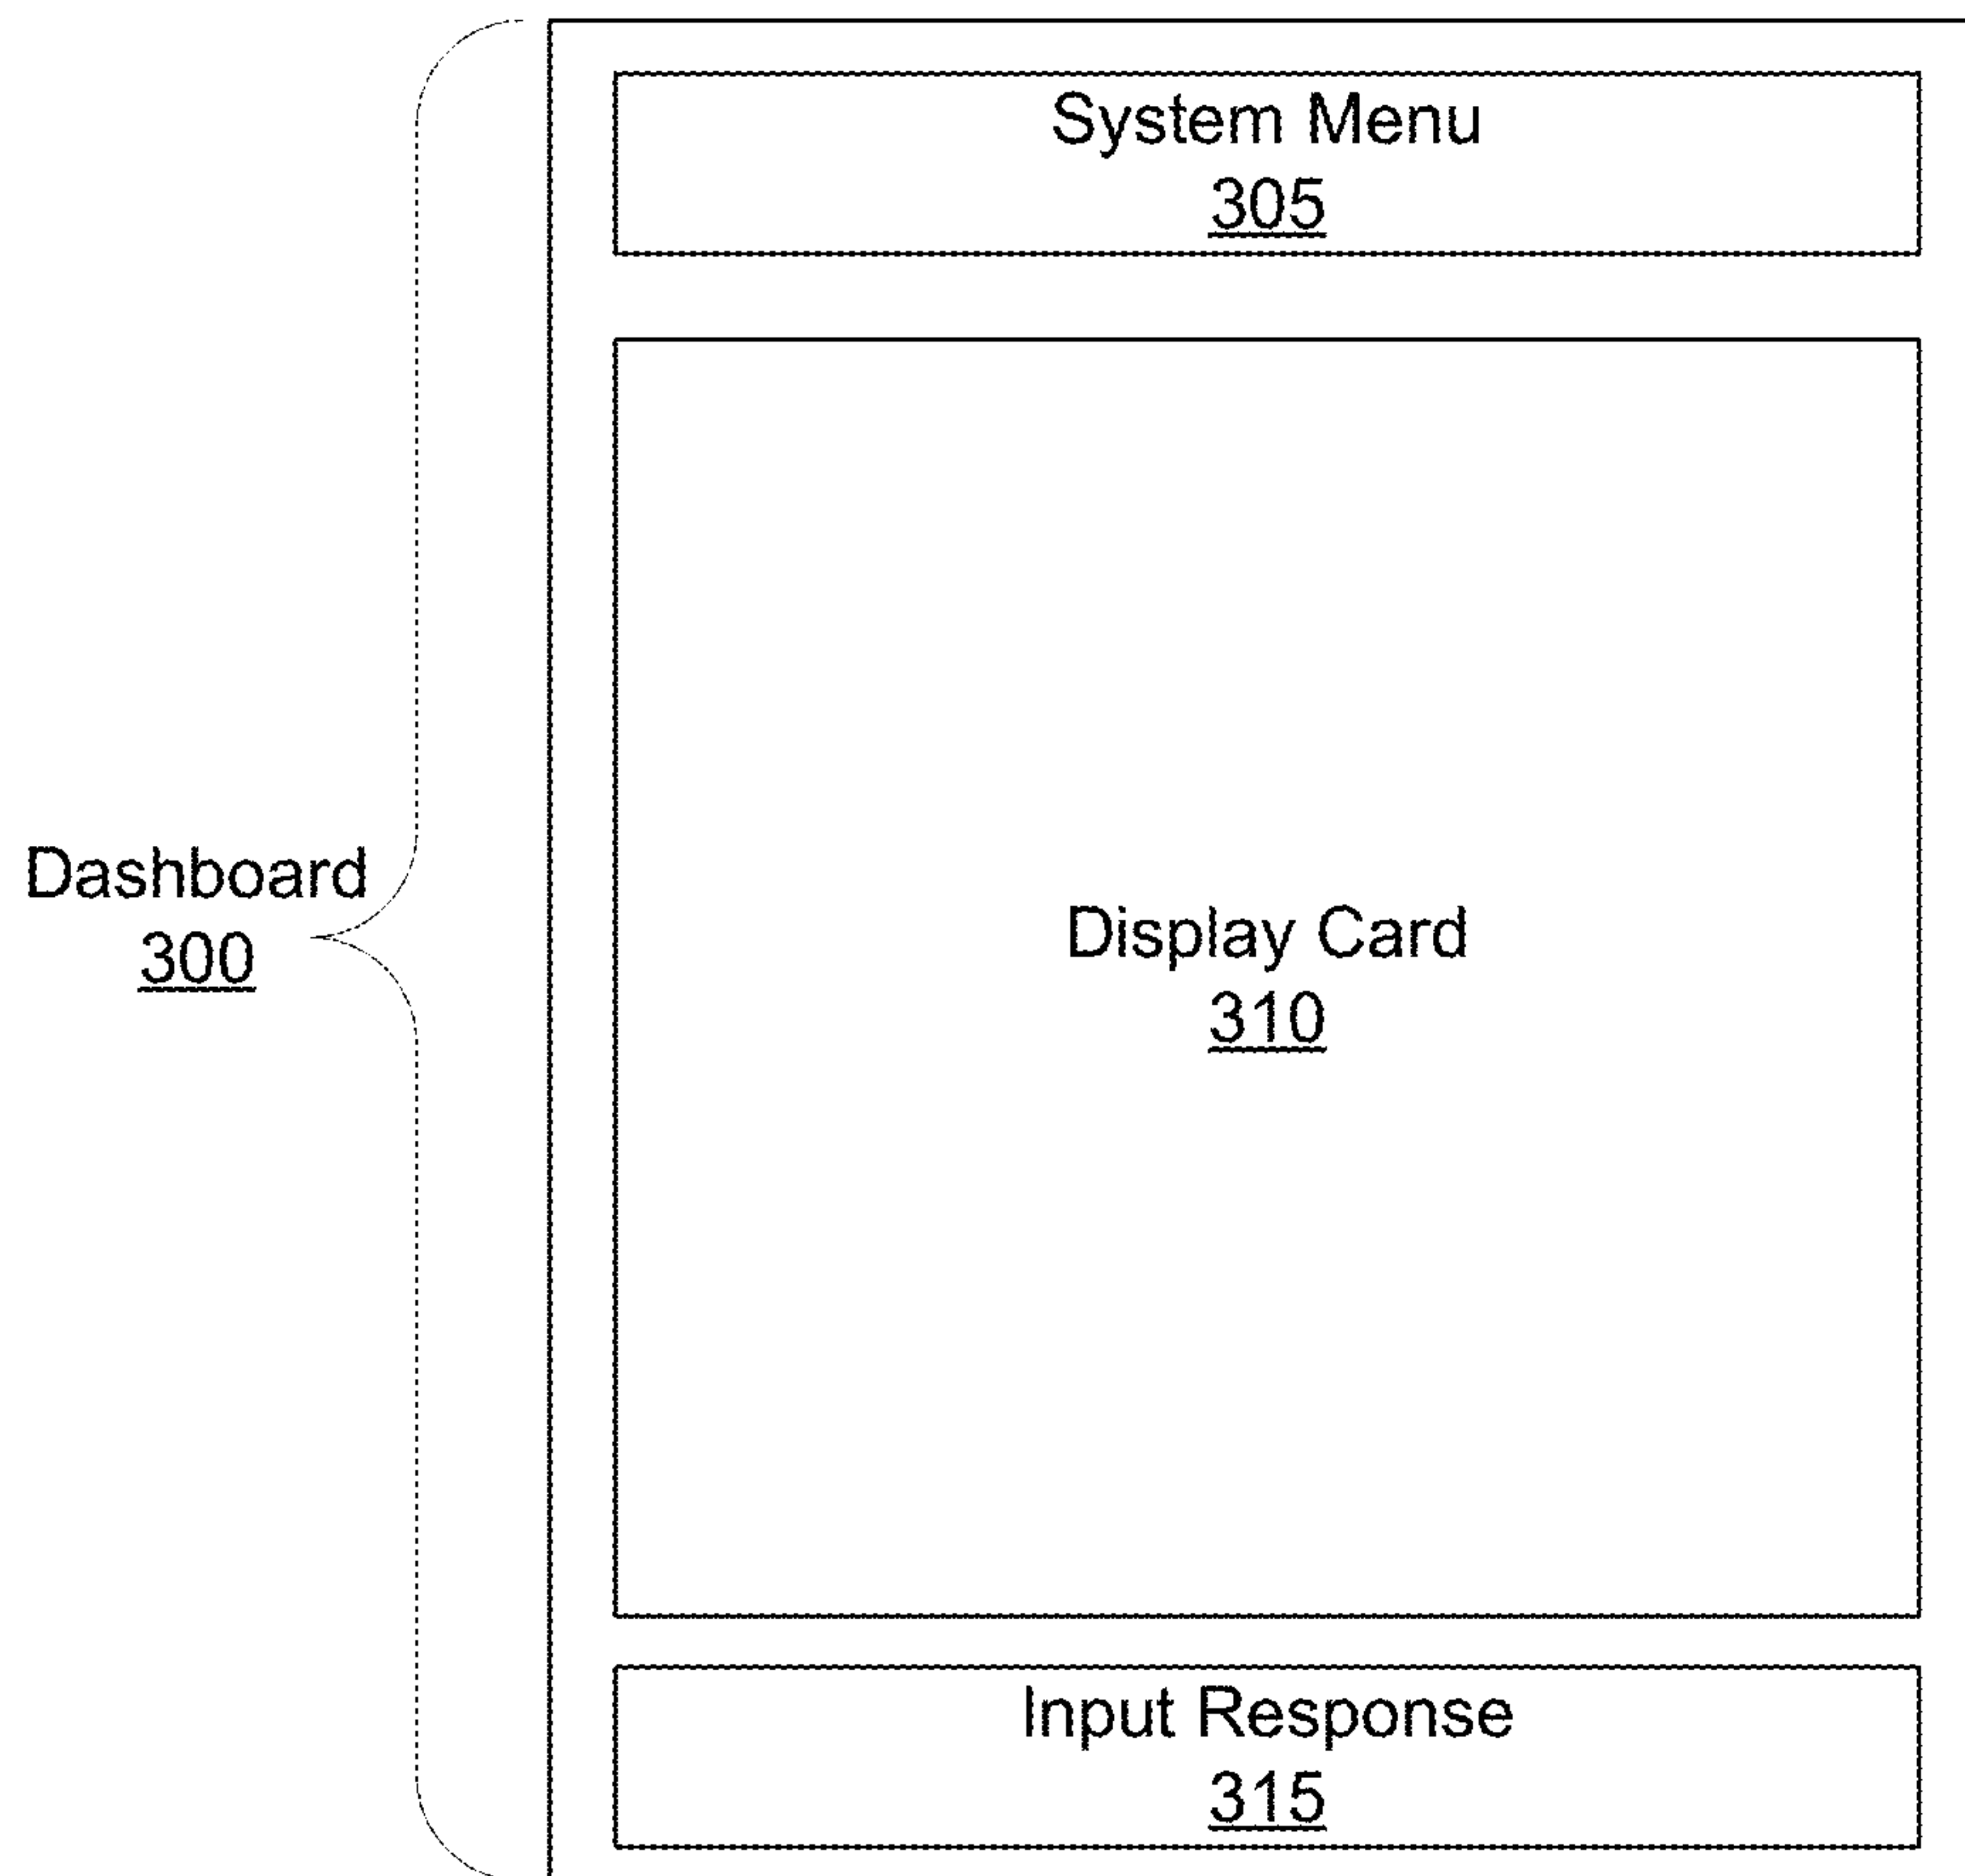 System Menu
305
Dashboard
300
Display Card
310
Input Response
315